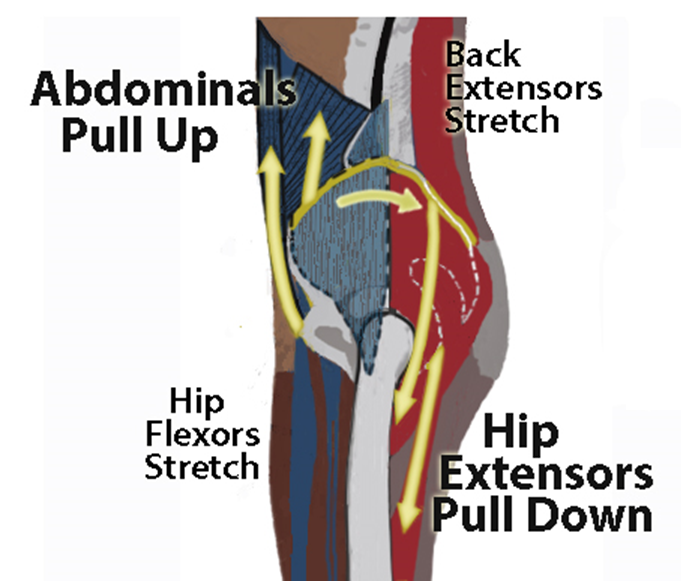 Abdominals
Pull Up
Back
Extensors
Stretch
Hip
Flexors
Stretch
Hip
Extensors
Pull Down